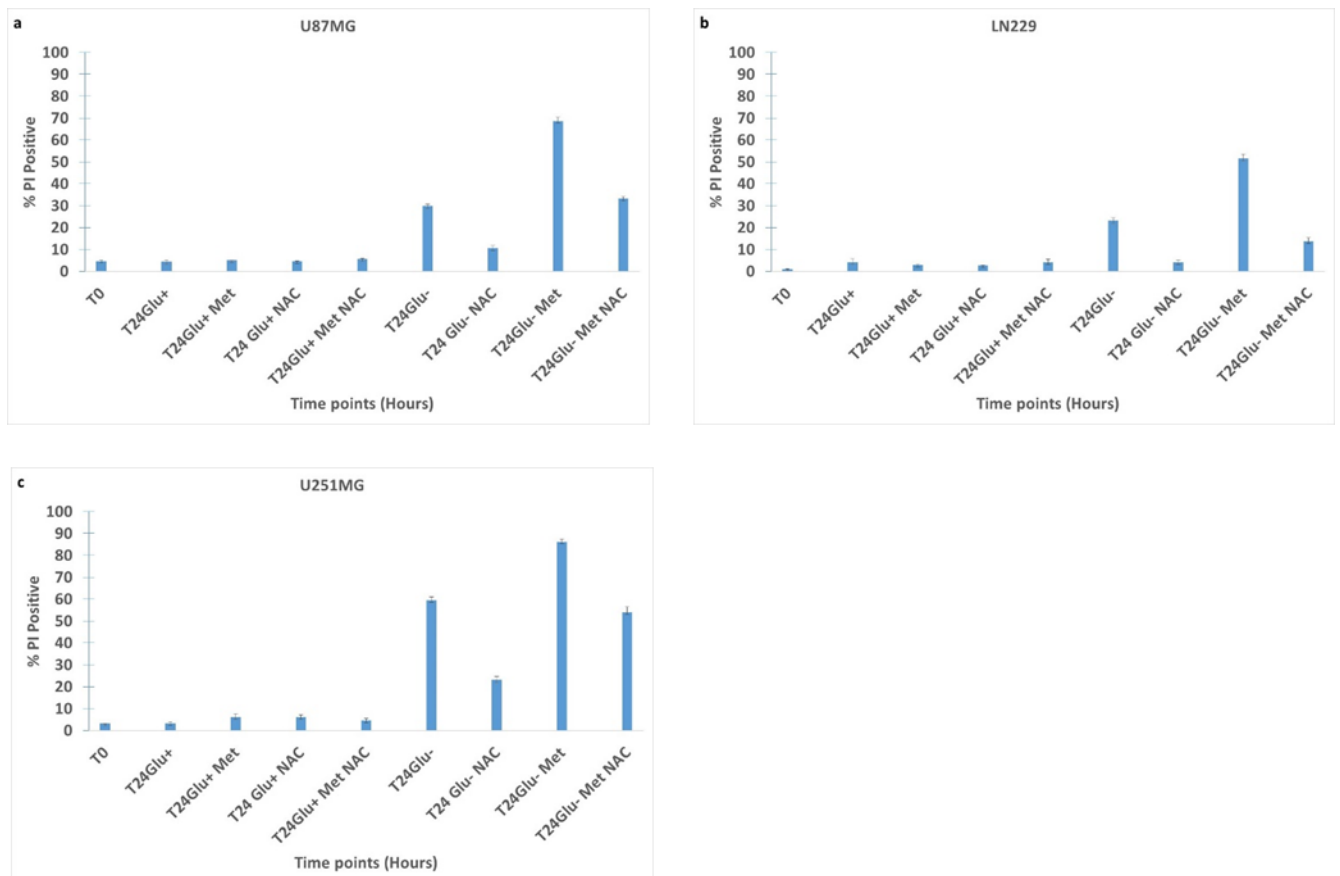 a
U87MG
100
90
80
70
60
50
40
30
20
10
0
% PI Positive
T0
T24Glu+
T24Glu+ Met
T24 Glu+ NAC
T24Glu+ Met NAC
T24Glu-
T24 Glu- NAC
T24Glu- Met
T24Glu- Met NAC
Time points (Hours)
b
LN229
100
90
80
70
60
50
40
30
20
10
0
% PI Positive
T0
T24Glu+
T24Glu+ Met
T24 Glu+ NAC
T24Glu+ Met NAC
T24Glu-
T24 Glu- NAC
T24Glu- Met
T24Glu- Met NAC
Time points (Hours)
c
U251MG
100
90
80
70
60
50
40
30
20
10
0
% PI Positive
T0
T24Glu+
T24Glu+ Met
T24 Glu+ NAC
T24Glu+ Met NAC
T24Glu-
T24 Glu- NAC
T24Glu- Met
T24Glu- Met NAC
Time points (Hours)